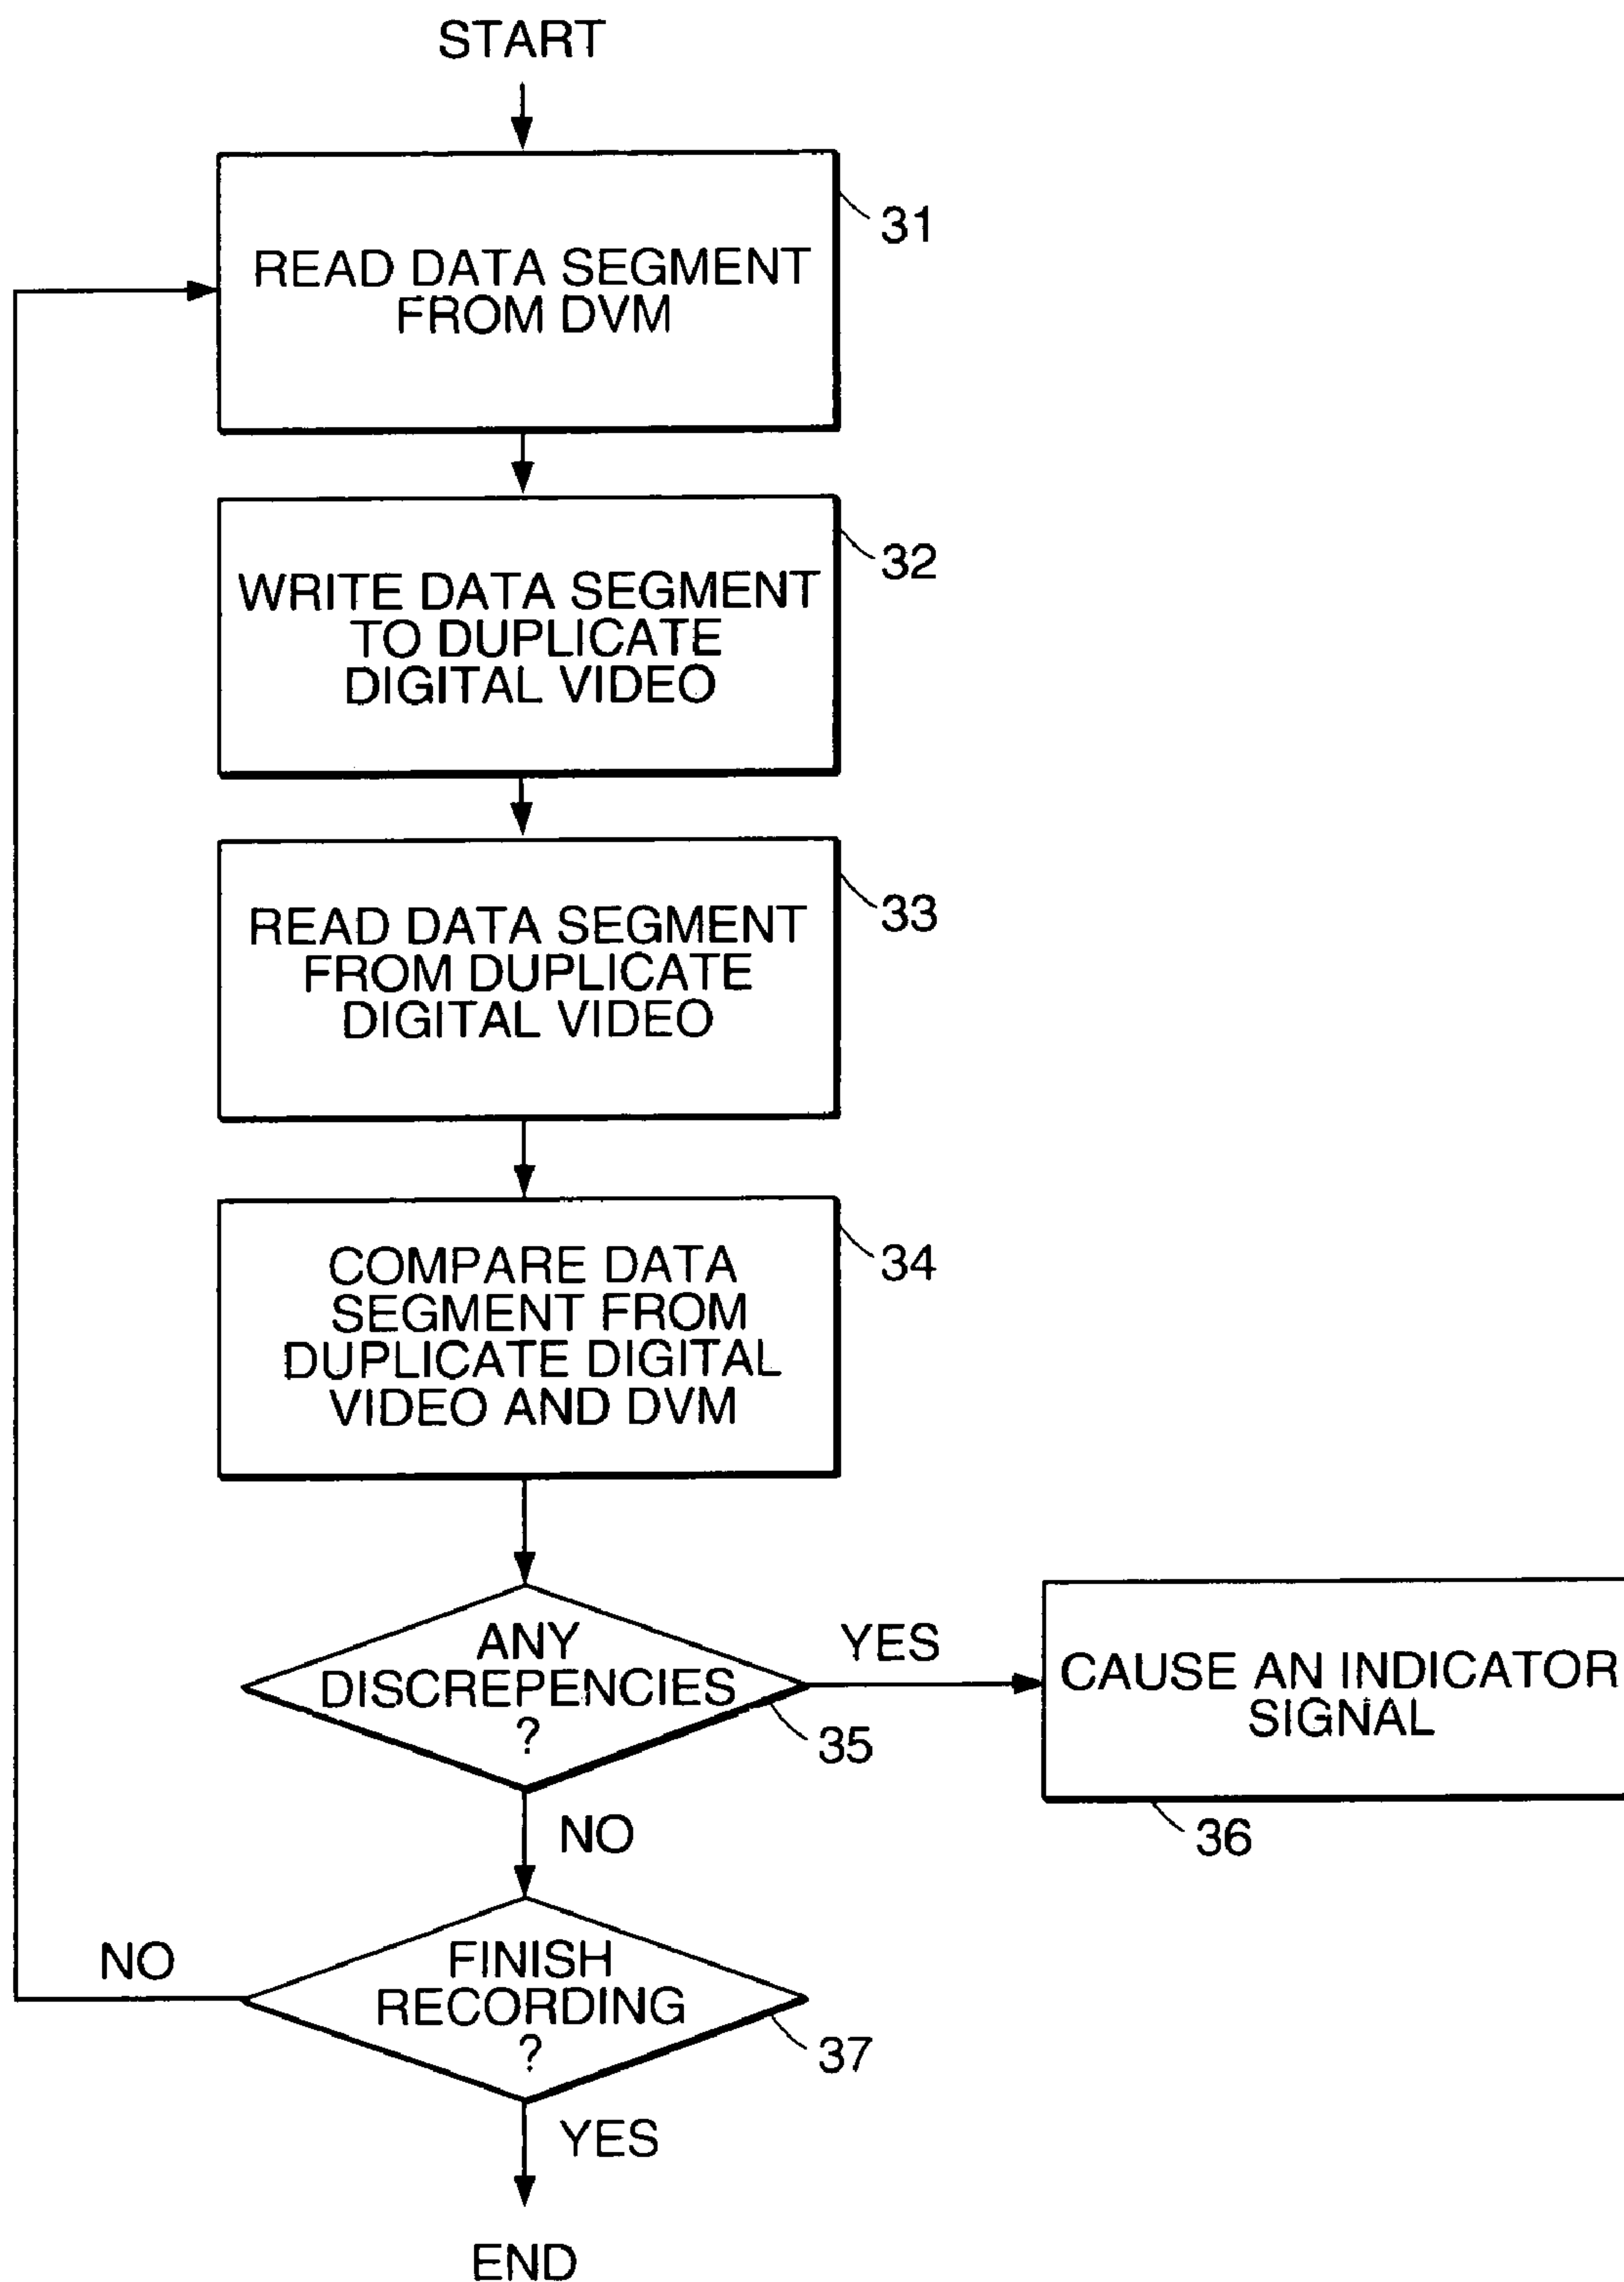 START
31
READ DATA SEGMENT
FROM DVM
32
WRITE DATA SEGMENT
TO DUPLICATE
DIGITAL VIDEO
33
READ DATA SEGMENT
FROM DUPLICATE
DIGITAL VIDEO
34
COMPARE DATA
SEGMENT FROM
DUPLICATE DIGITAL
VIDEO AND DVM
ANY
DISCREPENCIES
?
35
YES
CAUSE AN INDICATOR
SIGNAL
36
NO
FINISH
RECORDING
?
37
NO
YES
END